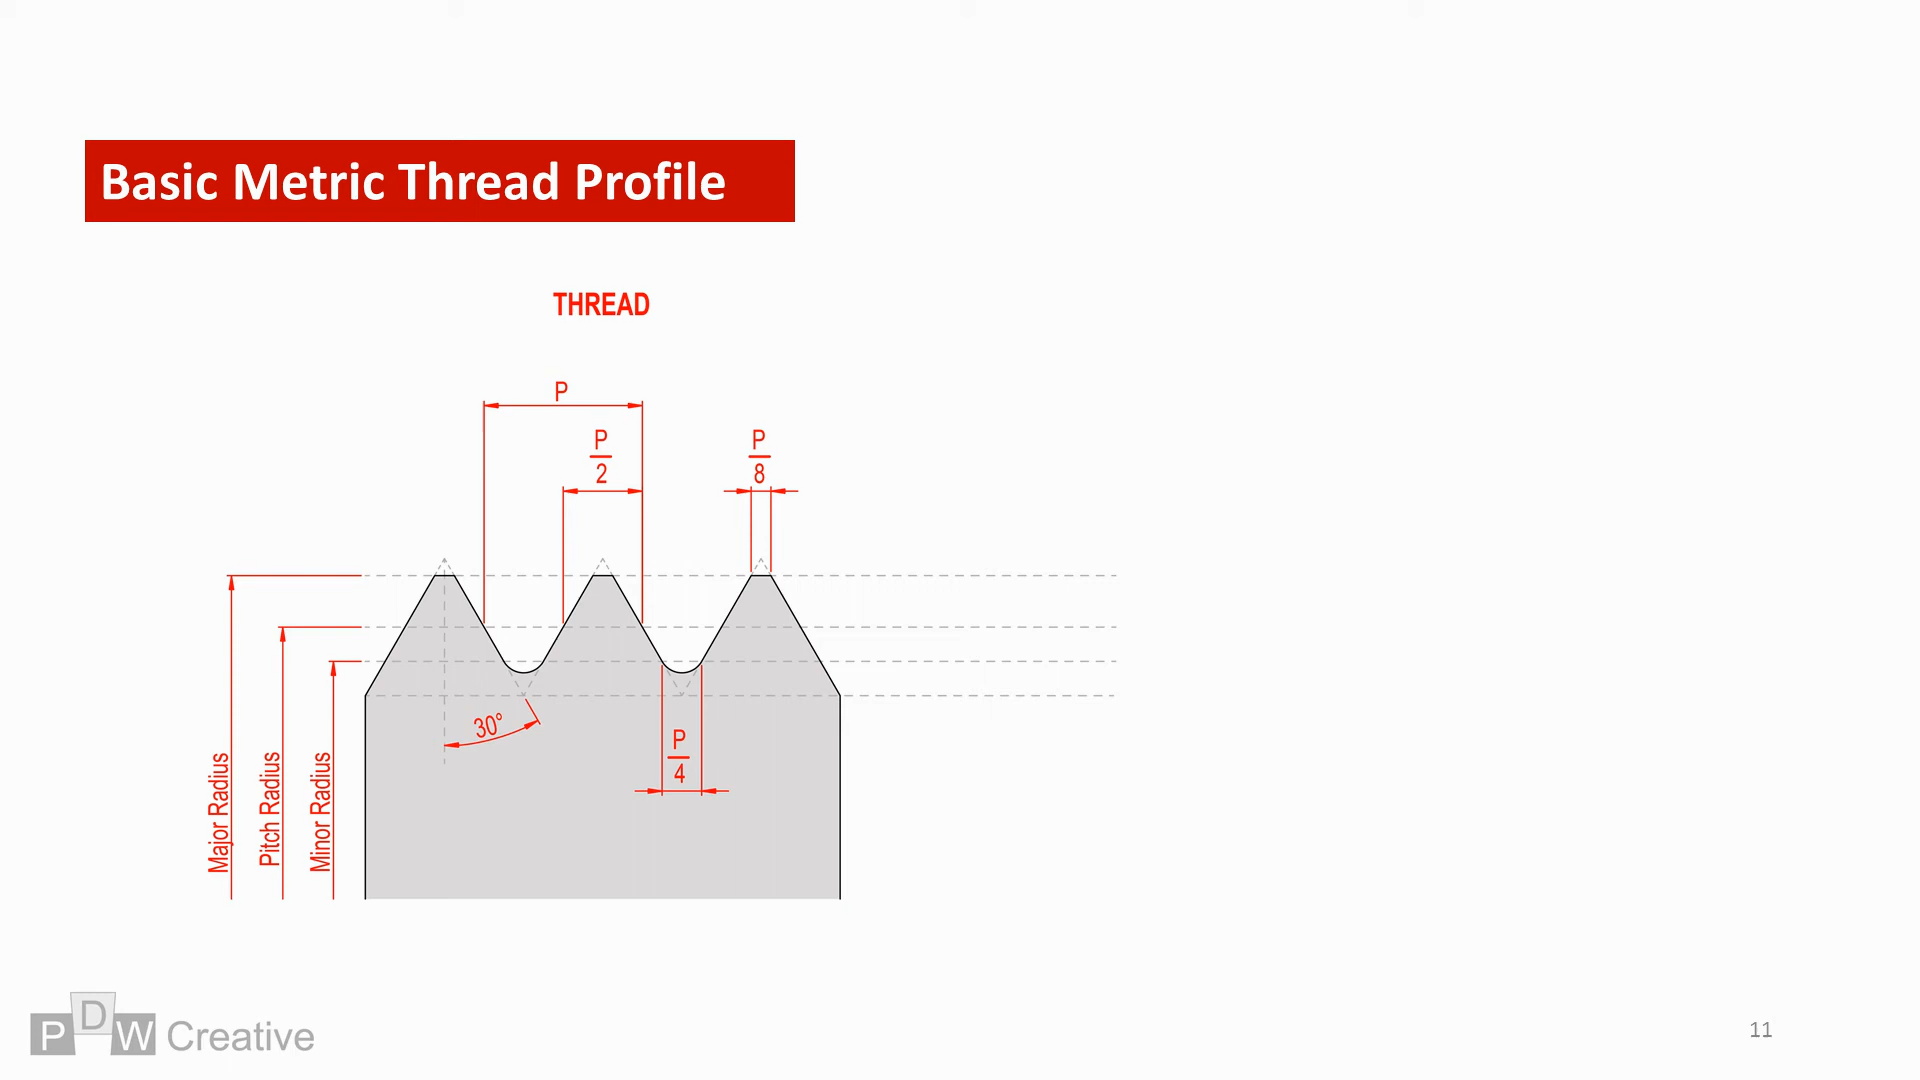 Basic Metric Thread Profile
THREAD
P
P
2
P
8
30°
P
4
Major Radius
Pitch Radius
Minor Radius
PDW Creative
11